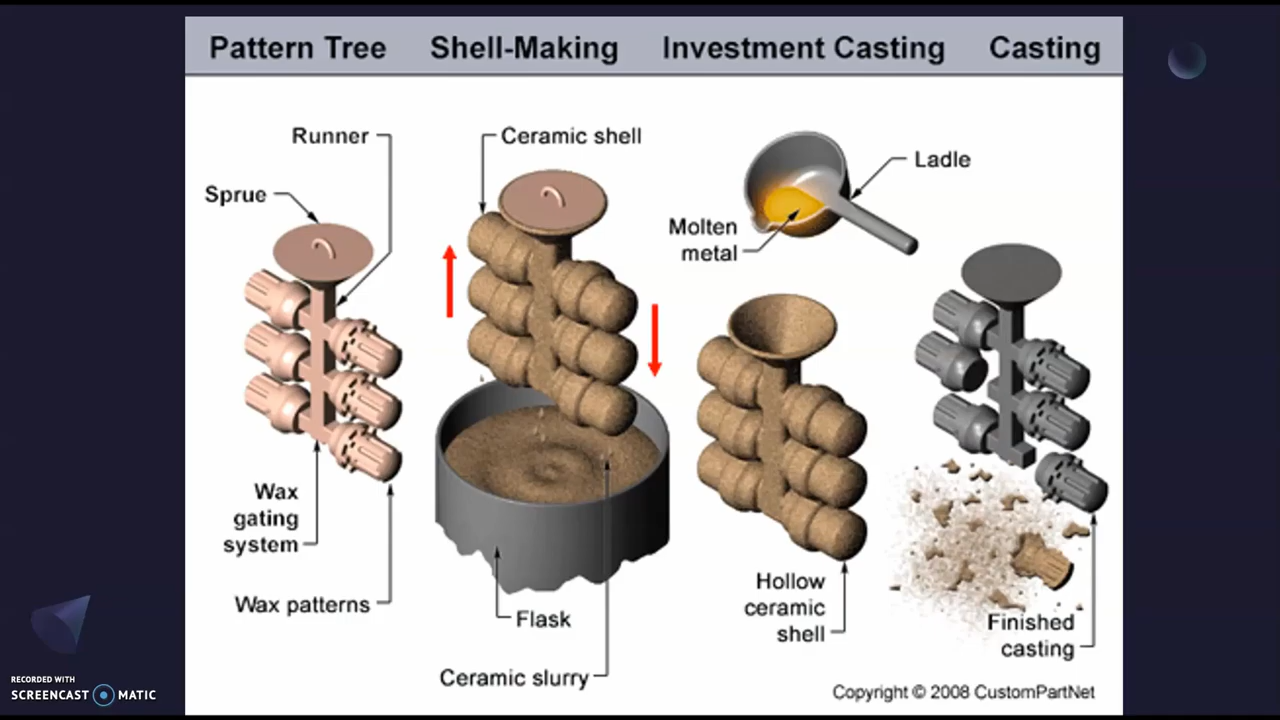 Pattern Tree Shell-Making Investment Casting Casting
Runner
Sprue
Wax
gating
system
Wax patterns
Ceramic shell
Flask
Ceramic slurry
Ladle
Molten
metal
Hollow
ceramic
shell
Finished
casting
Copyright © 2008 CustomPartNet
RECORDED WITH
SCREENCAST MATIC